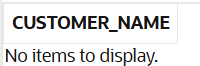 CUSTOMER_NAME
No items to display.